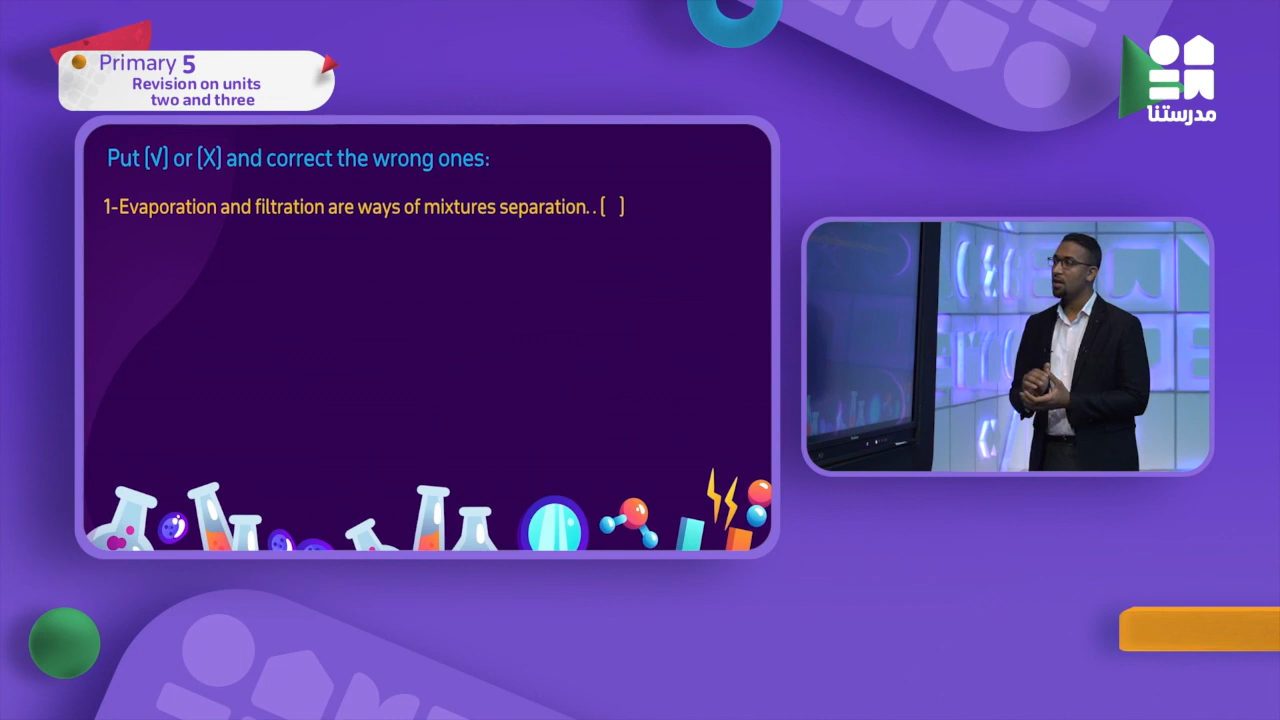 Primary 5
Revision on units
two and three
مدرستنا
Put (√) or (X) and correct the wrong ones:
1-Evaporation and filtration are ways of mixtures separation. . (   )